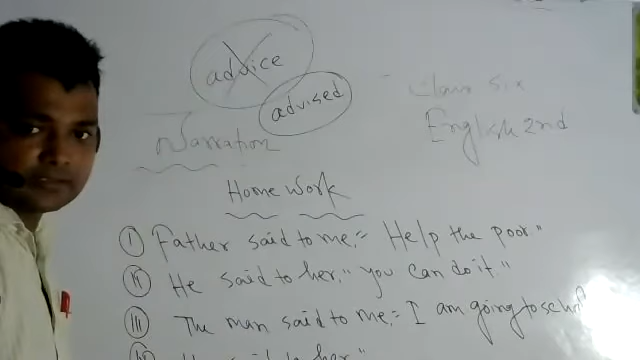 advice
advised
Class Six
English 2nd
Narration
Home Work
(i) Father said to me, = Help the poor."
(ii) He said to her," you can do it."
(iii) The man said to me, = I am going to
her."